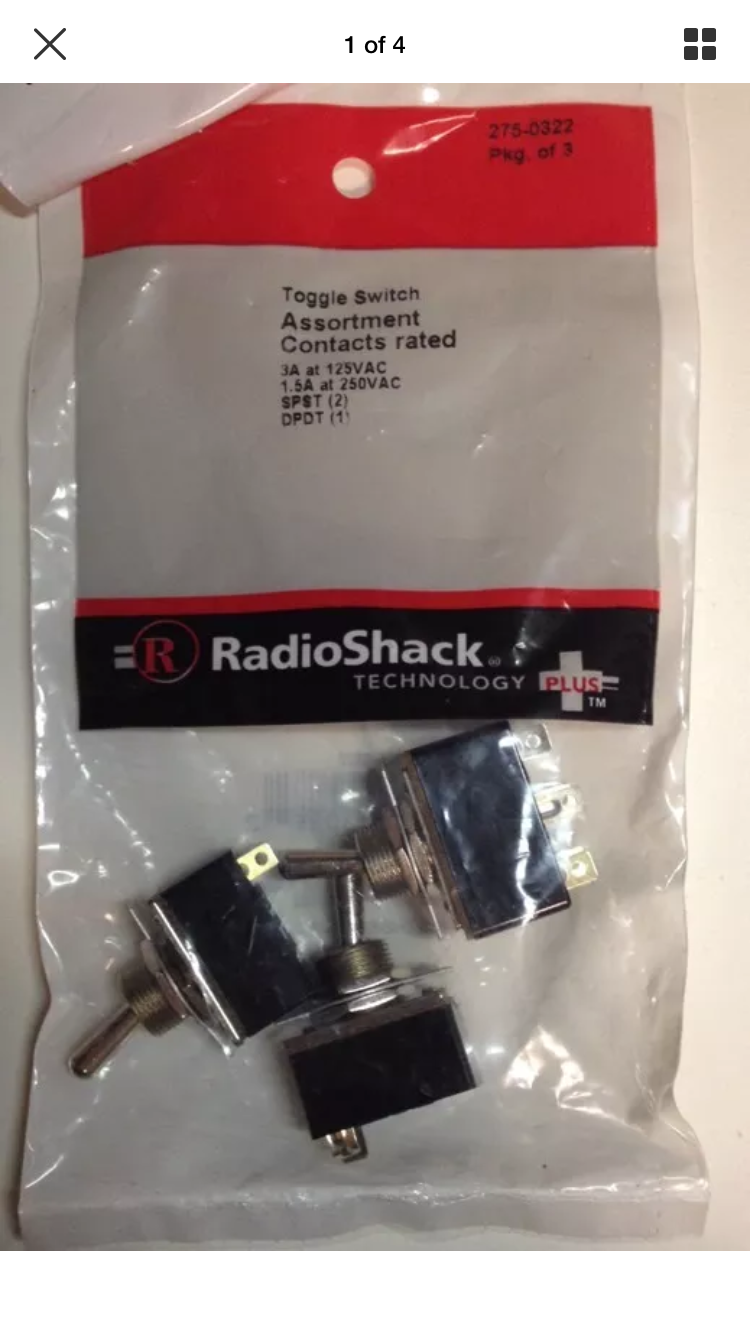 1 of 4
275-0322
Pkg. of 3
Toggle Switch
Assortment
Contacts rated
3A at 125VAC
1.5A at 250VAC
SPST (2)
DPDT (1)
R RadioShack®
TECHNOLOGY PLUS™